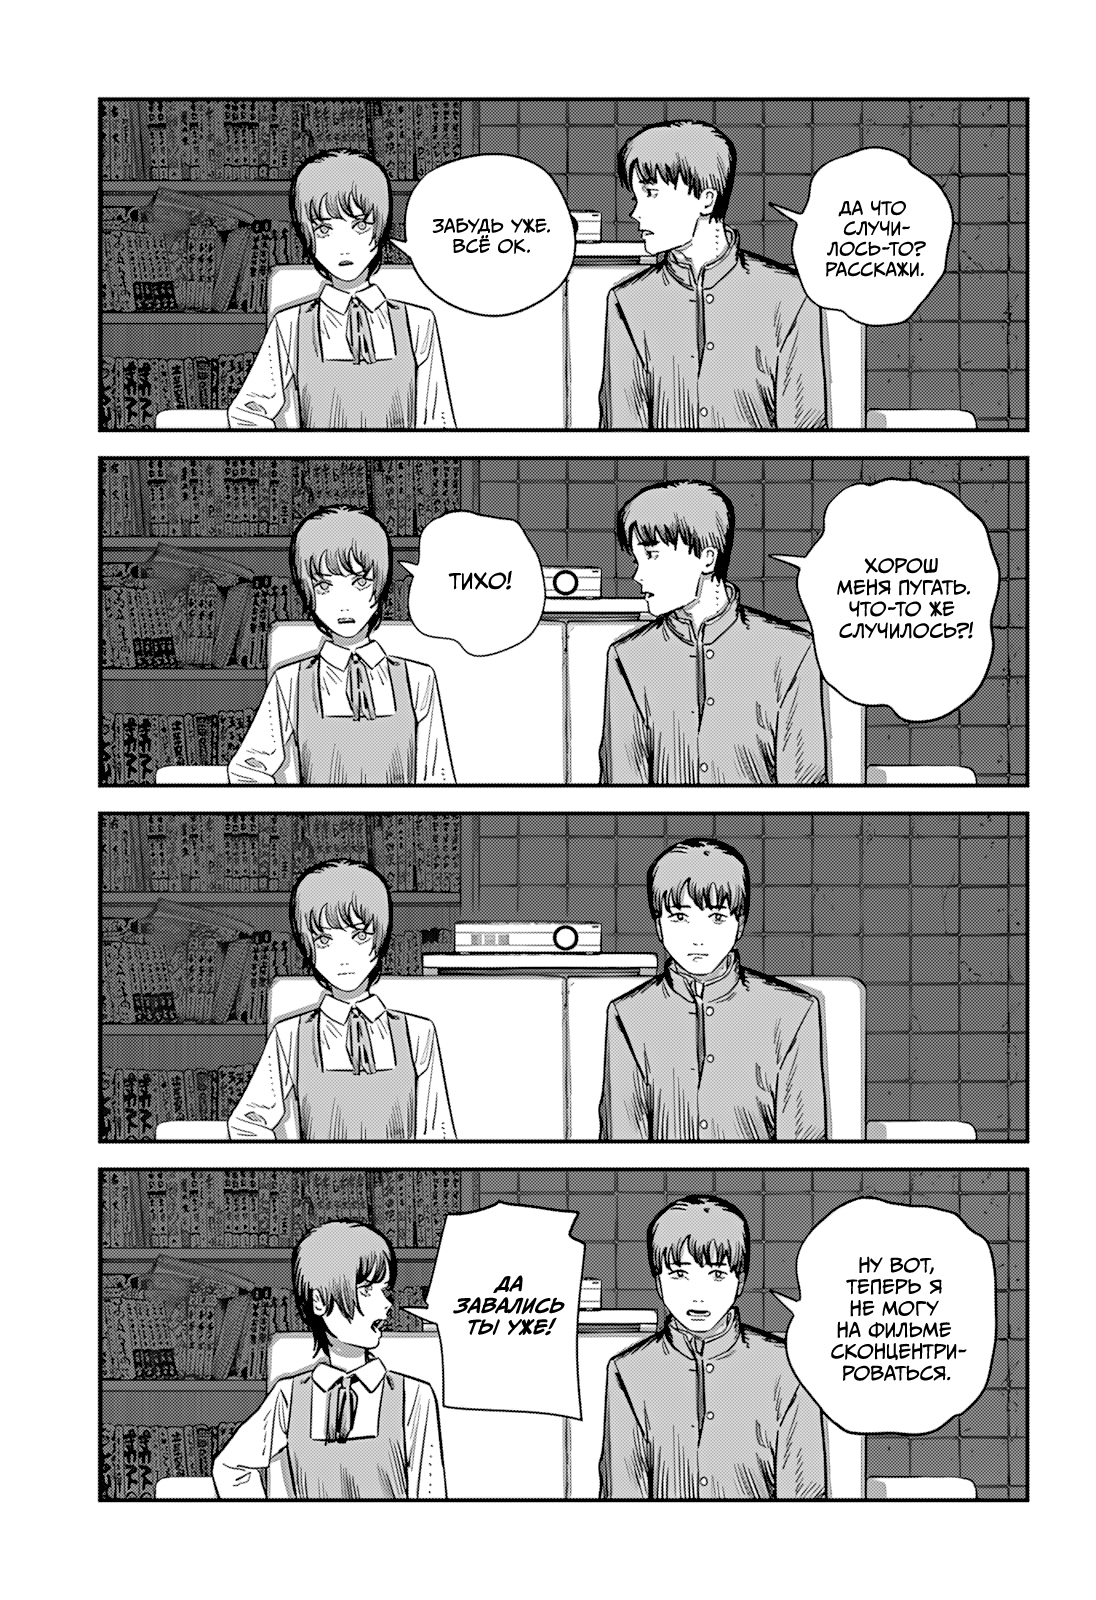 ДА ЧТО
СЛУЧИ-
ЛОСЬ-ТО?
РАССКАЖИ.
ЗАБУДЬ УЖЕ.
ВСЁ ОК.
ХОРОШ
МЕНЯ ПУГАТЬ.
ЧТО-ТО ЖЕ
СЛУЧИЛОСЬ?!
ТИХО!
НУ ВОТ,
ТЕПЕРЬ Я
НЕ МОГУ
НА ФИЛЬМЕ
СКОНЦЕНТРИ-
РОВАТЬСЯ.
ДА
ЗАВАЛИСЬ
ТЫ УЖЕ!